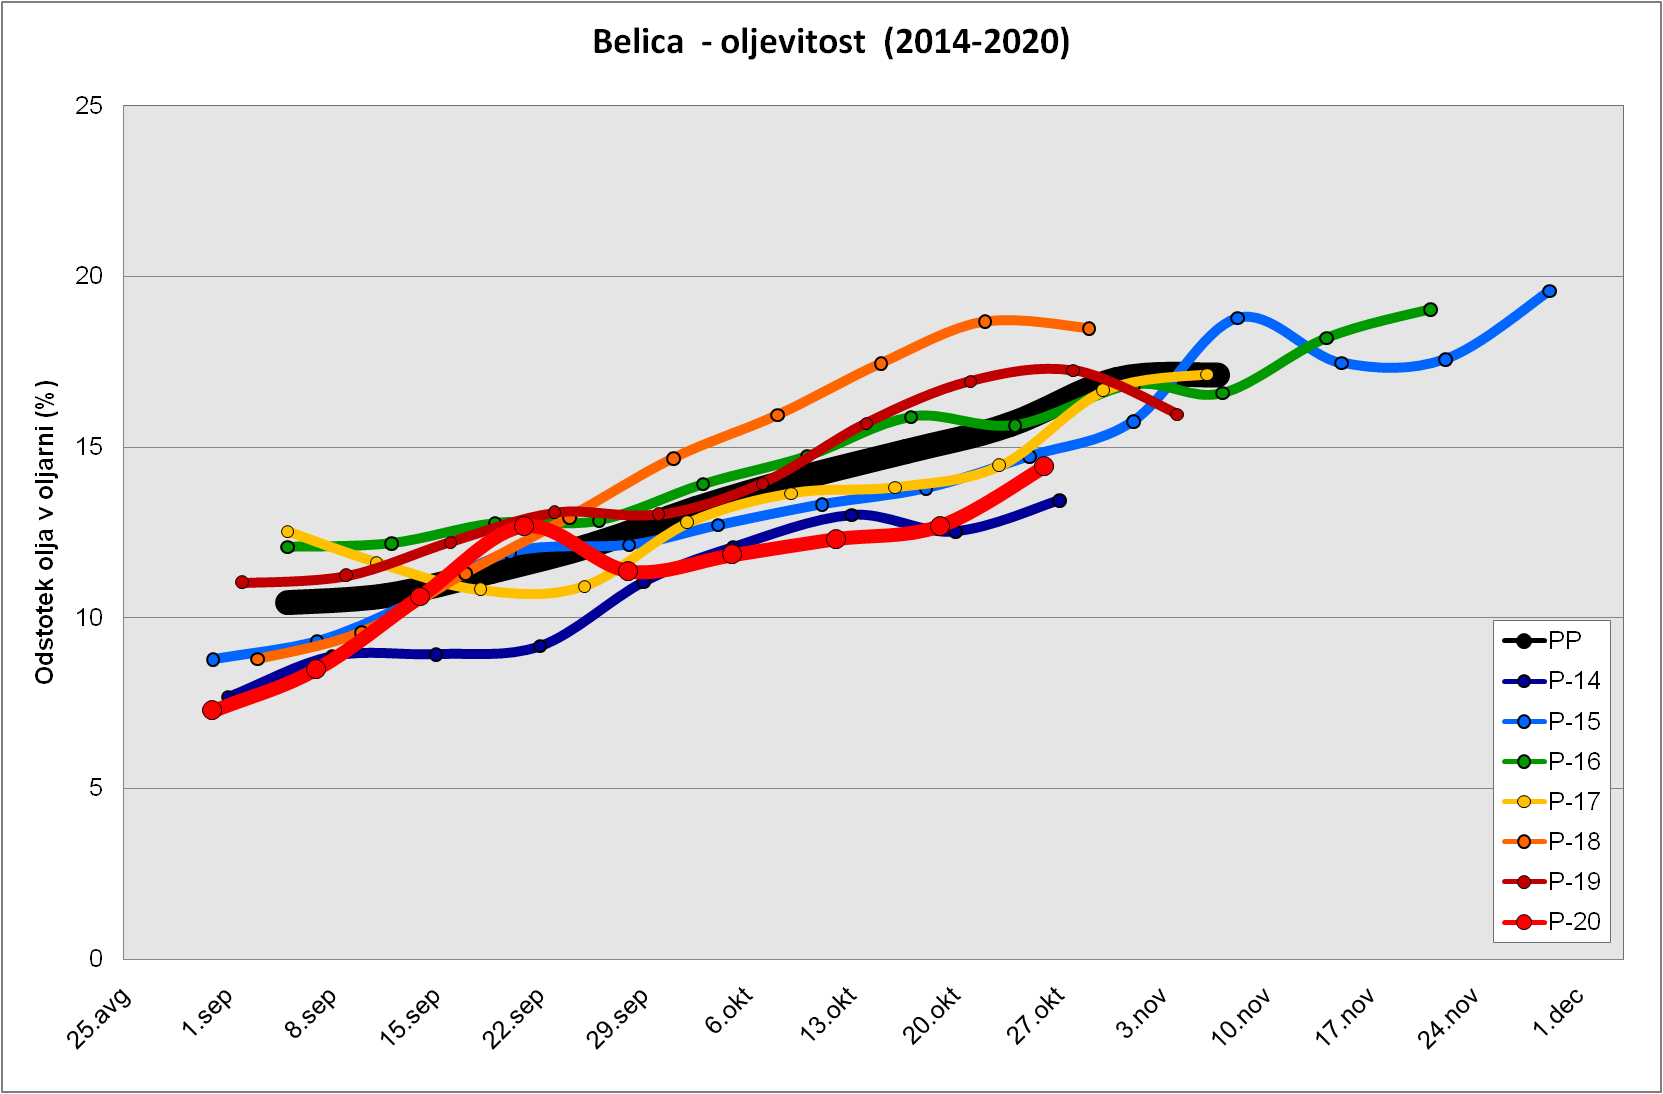 Belica - oljevitost (2014-2020)
Odstotek olja v oljarni (%)
25
20
15
10
5
0
25.avg
1.sep
8.sep
15.sep
22.sep
29.sep
6.okt
13.okt
20.okt
27.okt
3.nov
10.nov
17.nov
24.nov
1.dec
PP
P-14
P-15
P-16
P-17
P-18
P-19
P-20